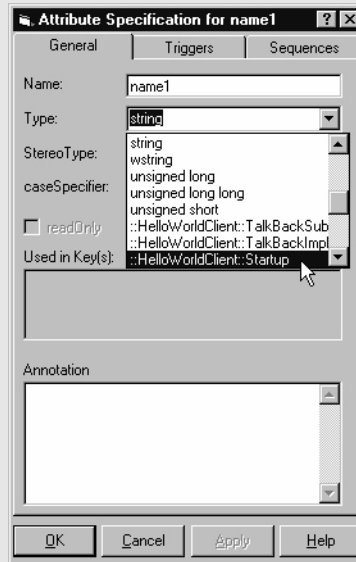 Attribute Specification for name1
General Triggers Sequences
Name: name1
Type: string
string
StereoType: wstring
unsigned long
caseSpecifier: unsigned long long
unsigned short
readOnly ::HelloWorldClient::TalkBackSub
::HelloWorldClient::TalkBackImpl
Used in Key(s): ::HelloWorldClient::Startup
Annotation
OK Cancel Apply Help